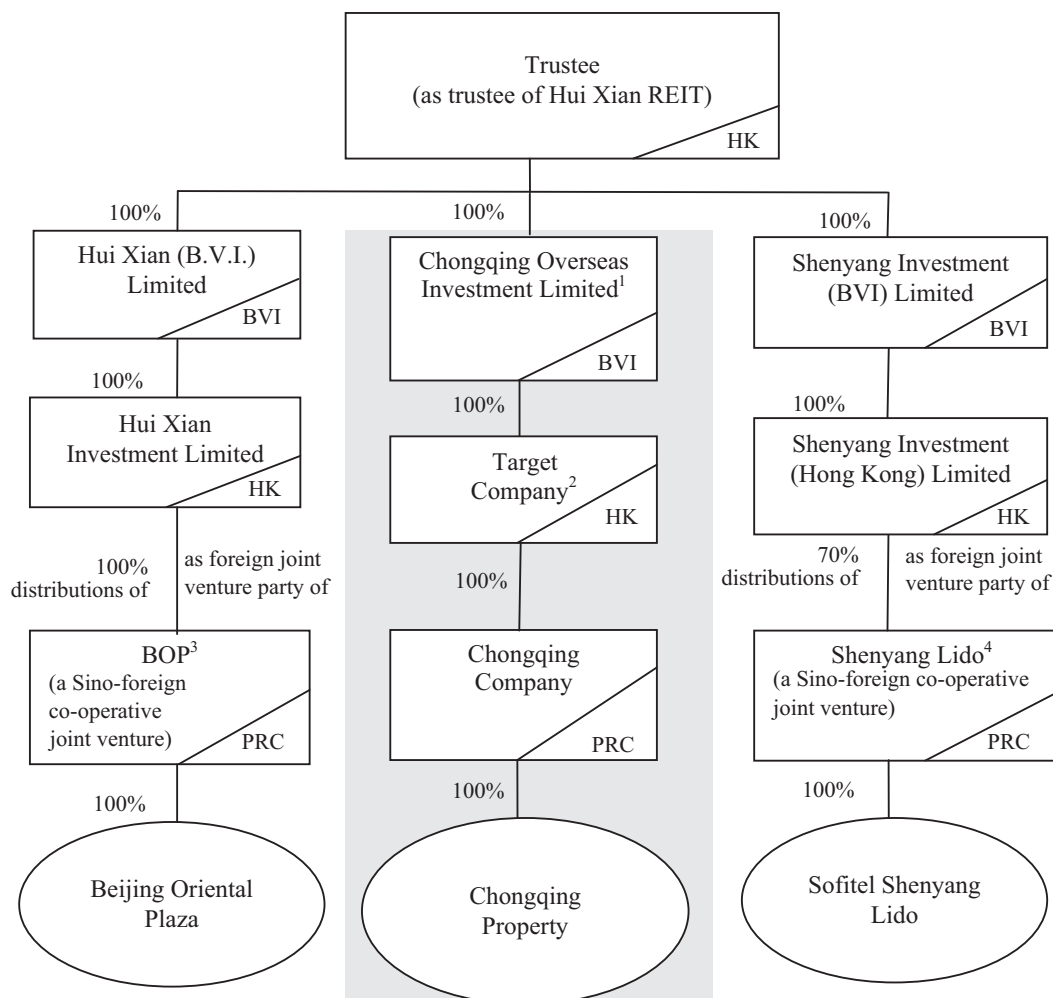 Trustee
(as trustee of Hui Xian REIT)
HK
100%
Hui Xian (B.V.I.)
Limited
BVI
100%
Hui Xian
Investment Limited
HK
100%
distributions of
as foreign joint
venture party of
BOP3
(a Sino-foreign
co-operative
joint venture)
PRC
100%
Beijing Oriental
Plaza
100%
Chongqing Overseas
Investment Limited1
BVI
100%
Target
Company2
HK
100%
Chongqing
Company
PRC
100%
Chongqing
Property
100%
Shenyang Investment
(BVI) Limited
BVI
100%
Shenyang Investment
(Hong Kong) Limited
HK
70%
distributions of
as foreign joint
venture party of
Shenyang Lido4
(a Sino-foreign co-operative
joint venture)
PRC
100%
Sofitel Shenyang
Lido